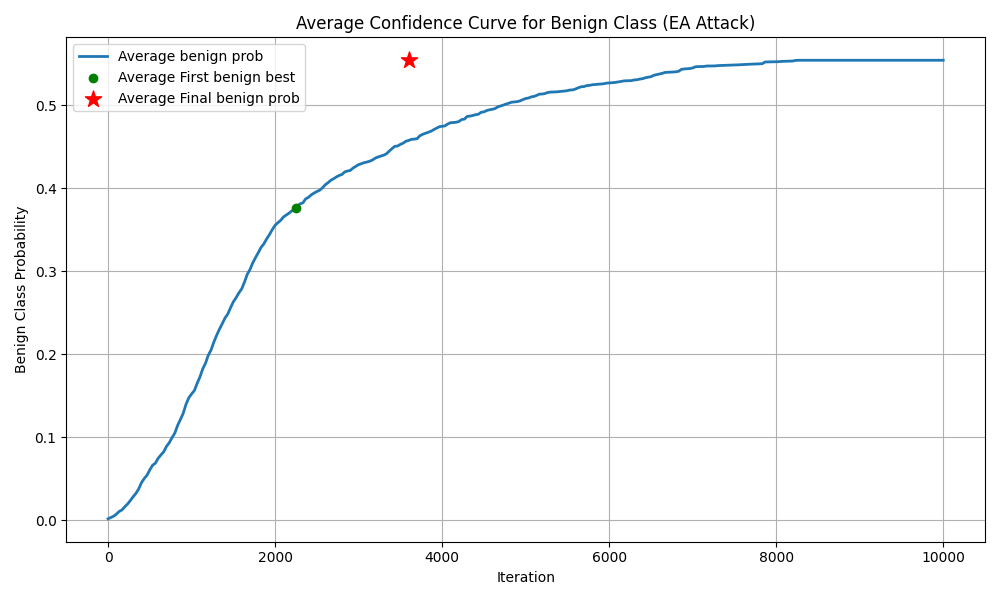 Average Confidence Curve for Benign Class (EA Attack)
Average benign prob
Average First benign best
Average Final benign prob
Benign Class Probability
0.5
0.4
0.3
0.2
0.1
0.0
0 2000 4000 6000 8000 10000
Iteration